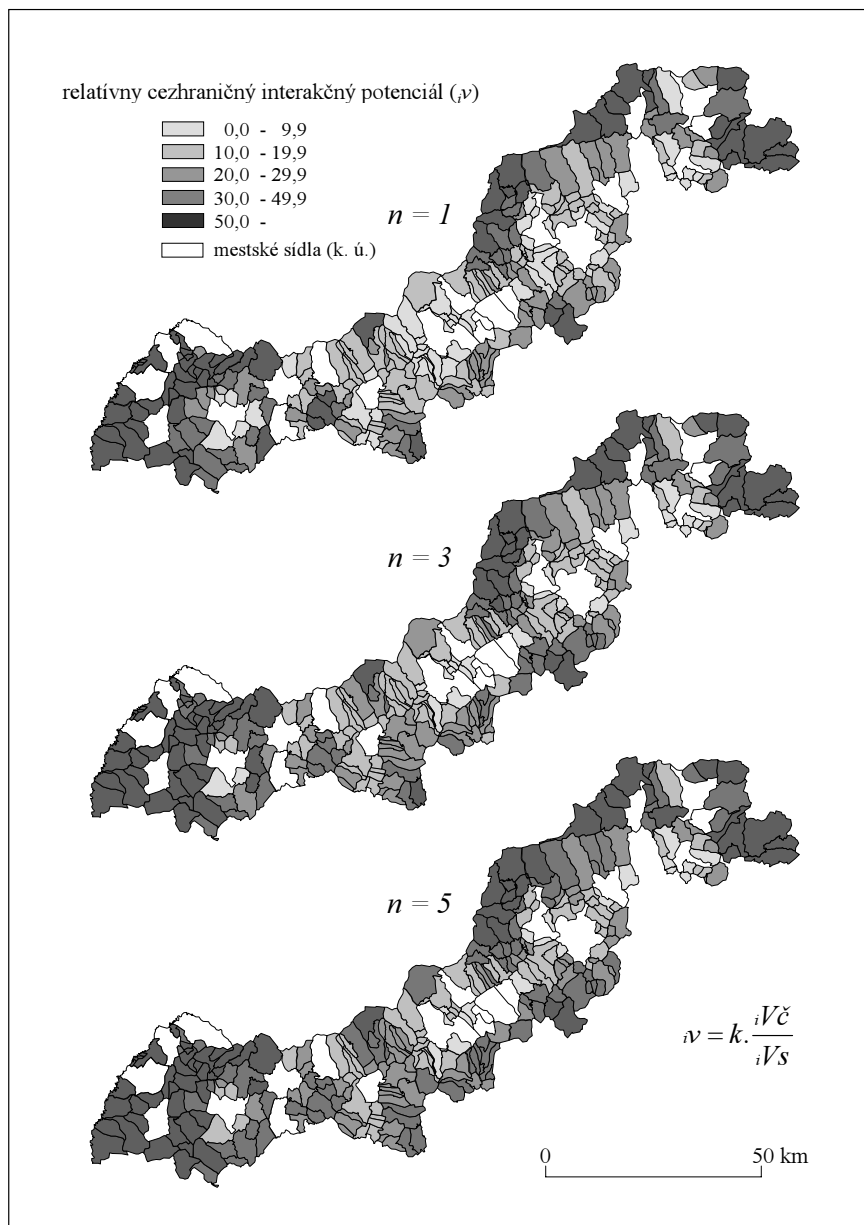 relatívny cezhraničný interakčný potenciál (ᵢv)
0,0 - 9,9
10,0 - 19,9
20,0 - 29,9
30,0 - 49,9
50,0 -
mestské sídla (k. ú.)
n = 1
n = 3
n = 5
ᵢv = k. ᵢVč / ᵢVs
0 50 km